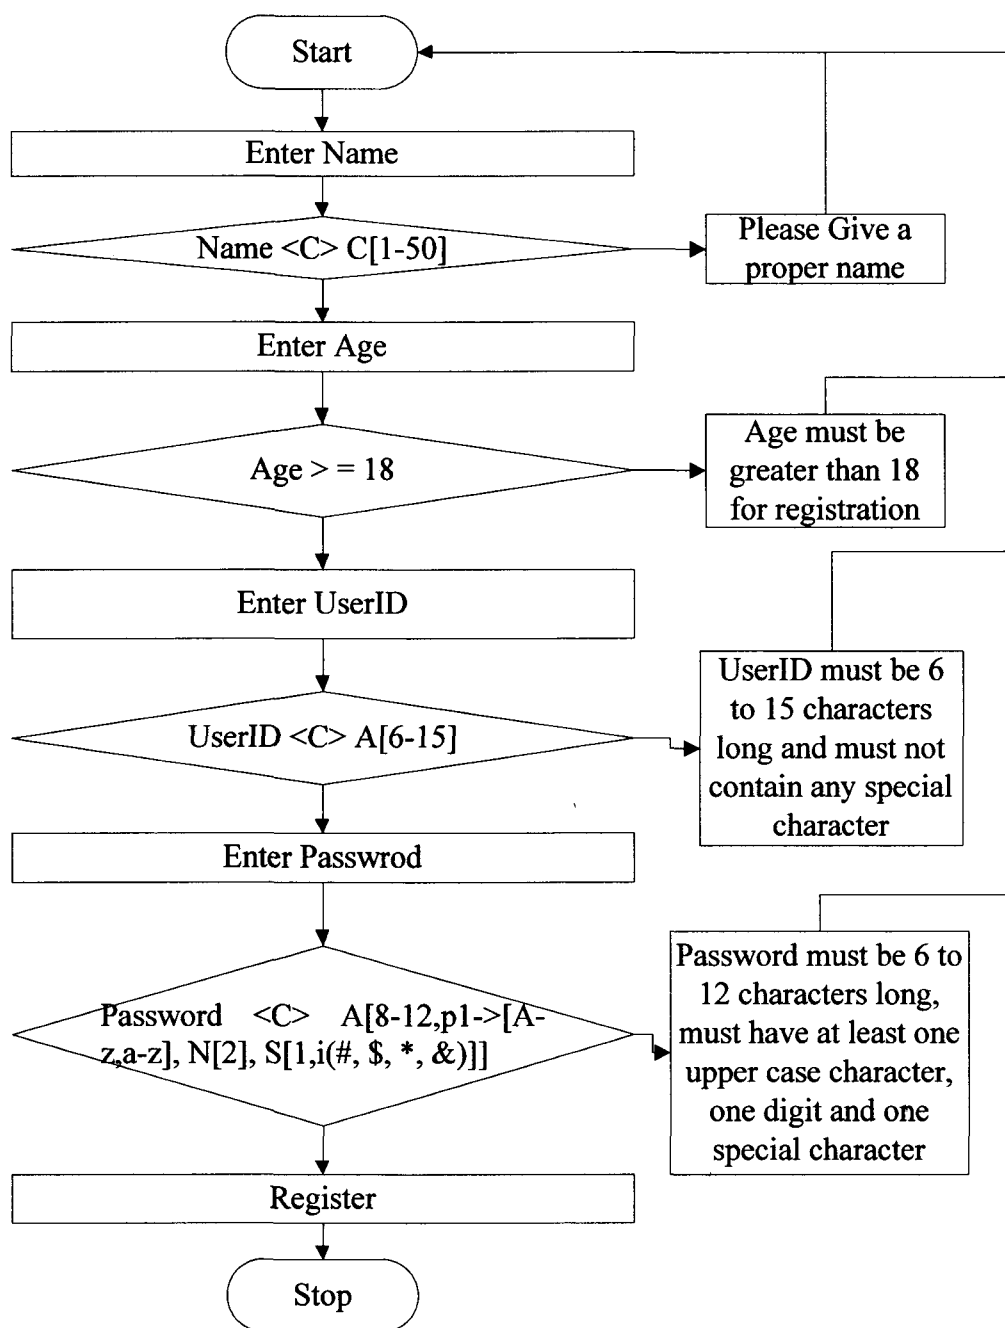 Start
Enter Name
Name <C> C[1-50]
Please Give a
proper name
Enter Age
Age > = 18
Age must be
greater than 18
for registration
Enter UserID
UserID <C> A[6-15]
UserID must be 6
to 15 characters
long and must not
contain any special
character
Enter Passwrod
Password <C> A[8-12,p1->[A-
z,a-z], N[2], S[1,i(#, $, *, &)]]
Password must be 6 to
12 characters long,
must have at least one
upper case character,
one digit and one
special character
Register
Stop